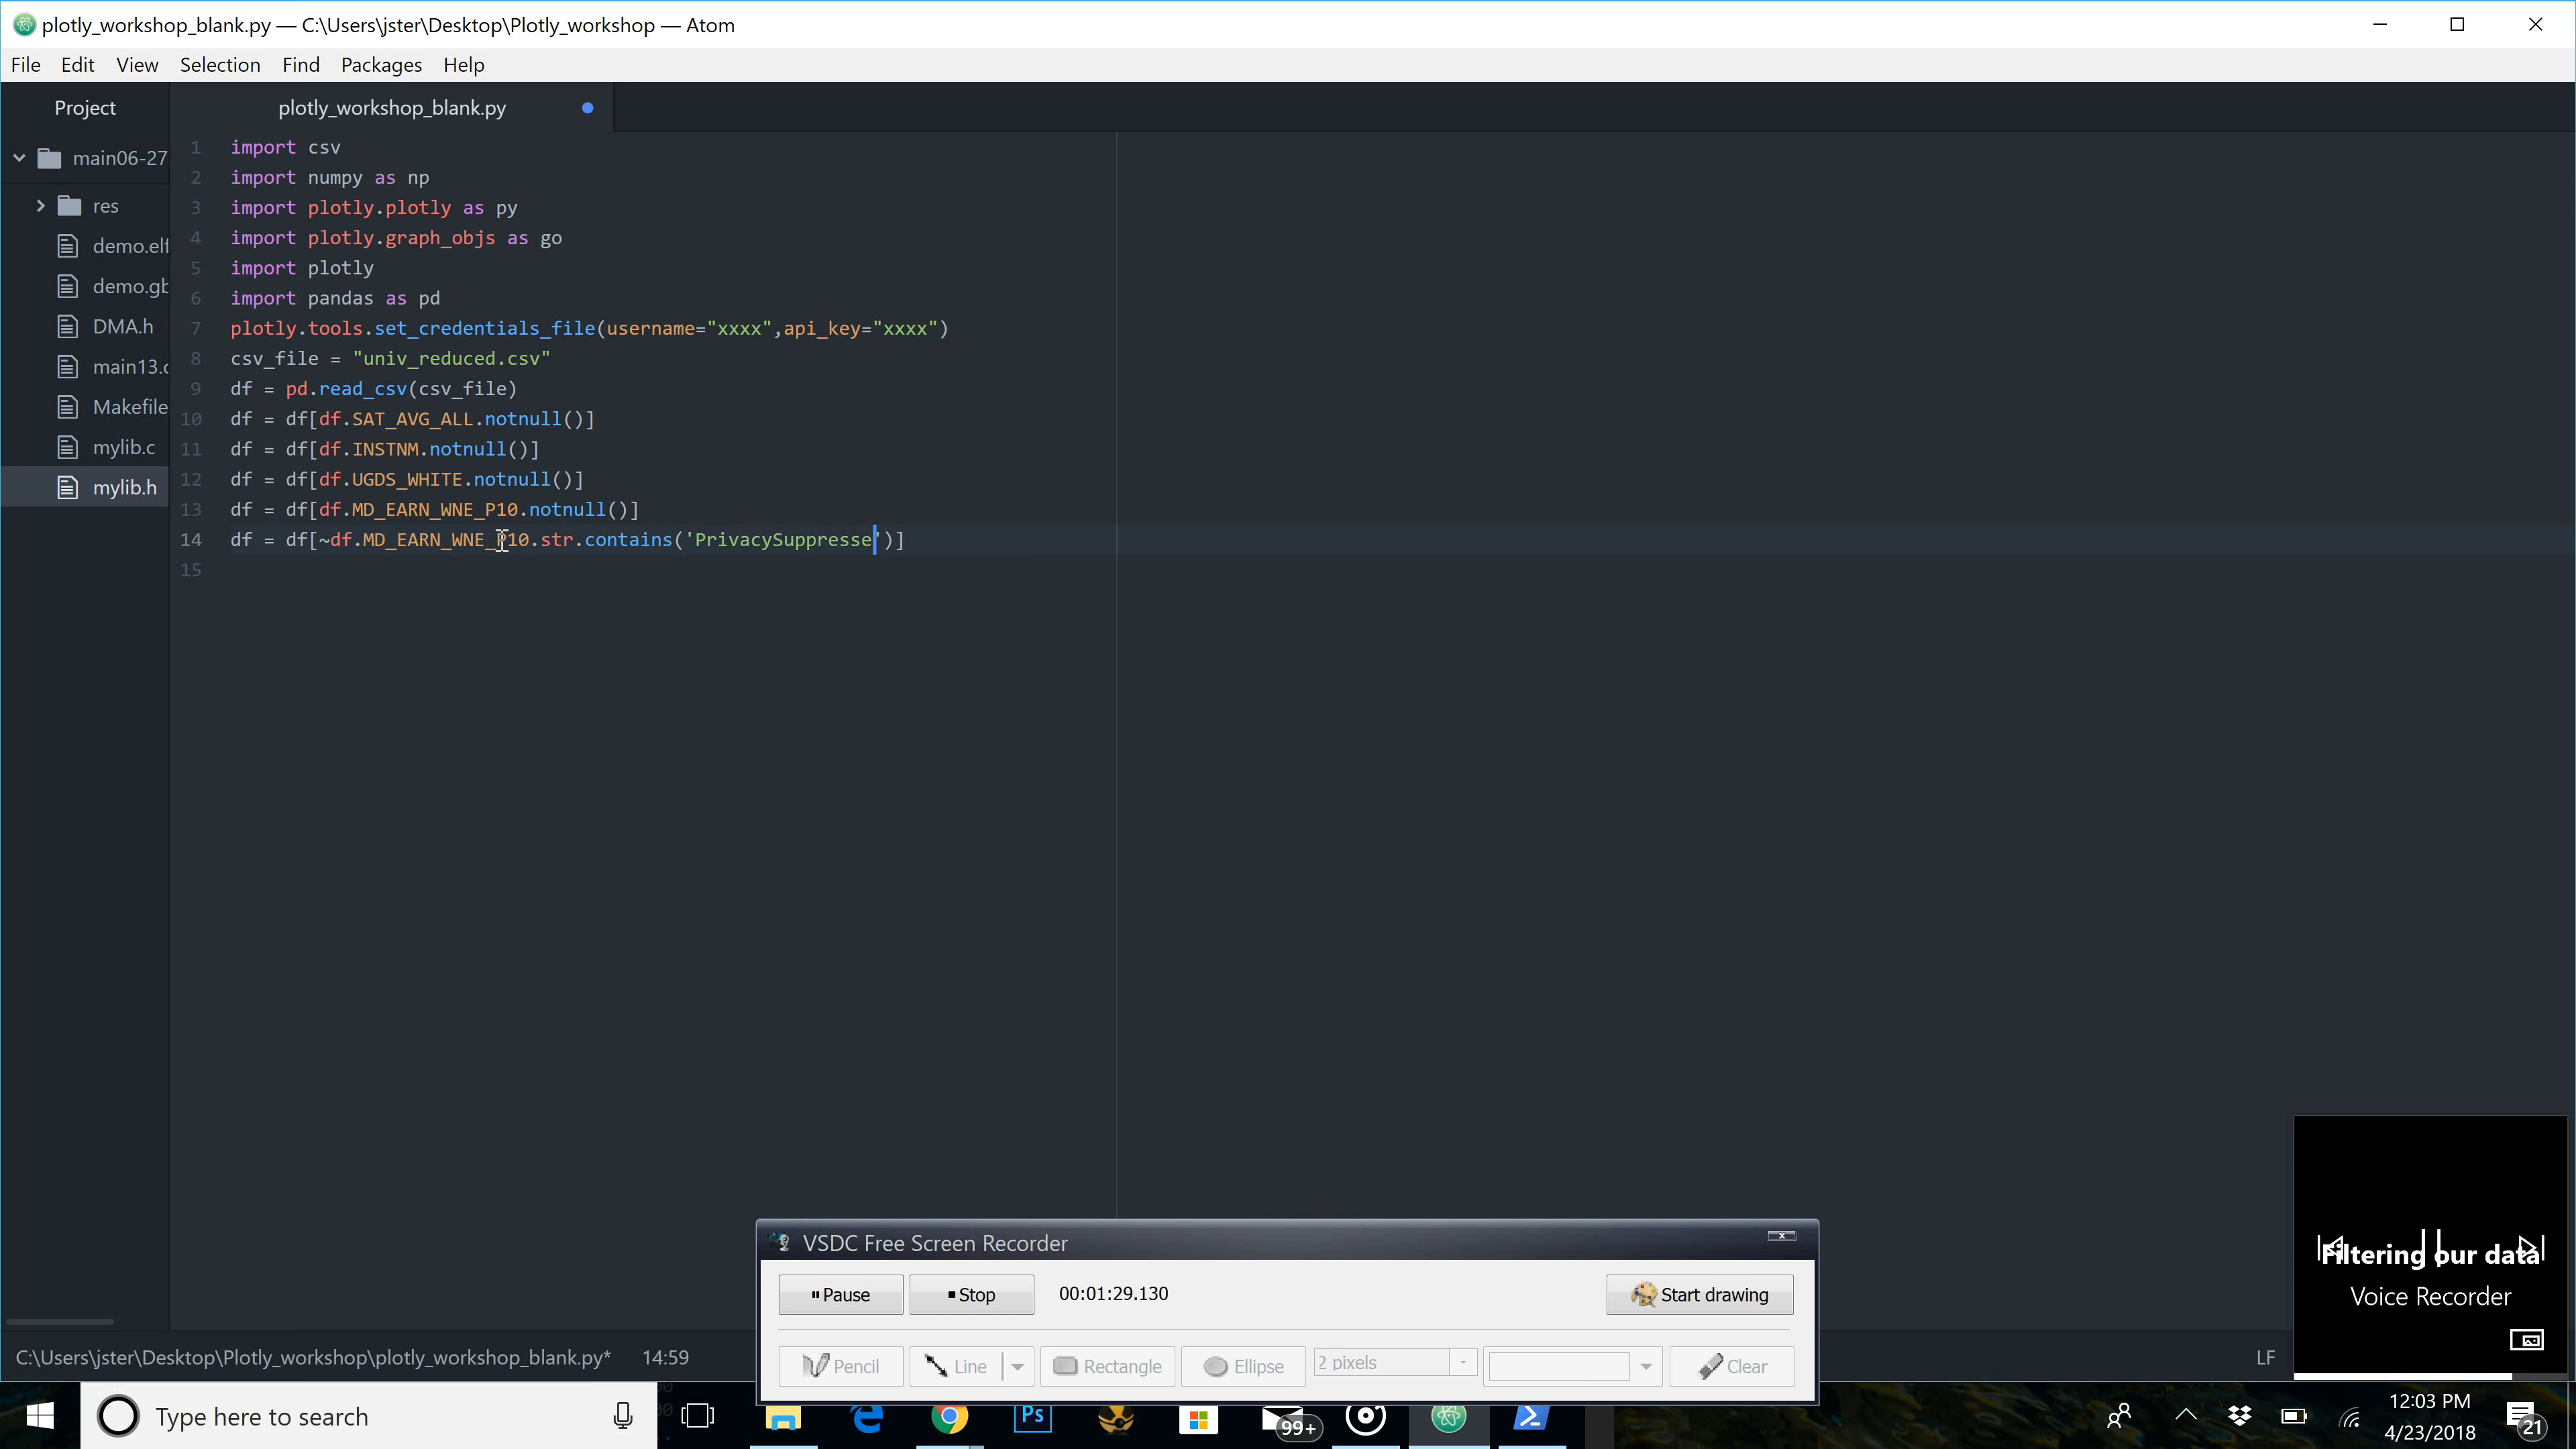 plotly_workshop_blank.py — C:\Users\jster\Desktop\Plotly_workshop — Atom
File Edit View Selection Find Packages Help
Project
plotly_workshop_blank.py
main06-27
res
demo.elf
demo.gb
DMA.h
main13.c
Makefile
mylib.c
mylib.h
1 import csv
2 import numpy as np
3 import plotly.plotly as py
4 import plotly.graph_objs as go
5 import plotly
6 import pandas as pd
7 plotly.tools.set_credentials_file(username="xxxx",api_key="xxxx")
8 csv_file = "univ_reduced.csv"
9 df = pd.read_csv(csv_file)
10 df = df[df.SAT_AVG_ALL.notnull()]
11 df = df[df.INSTNM.notnull()]
12 df = df[df.UGDS_WHITE.notnull()]
13 df = df[df.MD_EARN_WNE_P10.notnull()]
14 df = df[~df.MD_EARN_WNE_P10.str.contains('PrivacySuppresse')]
15
VSDC Free Screen Recorder
Pause Stop 00:01:29.130 Start drawing
Pencil Line Rectangle Ellipse 2 pixels Clear
Filtering our data
Voice Recorder
C:\Users\jster\Desktop\Plotly_workshop\plotly_workshop_blank.py* 14:59
LF
Type here to search
Ps
99+
12:03 PM
4/23/2018
21